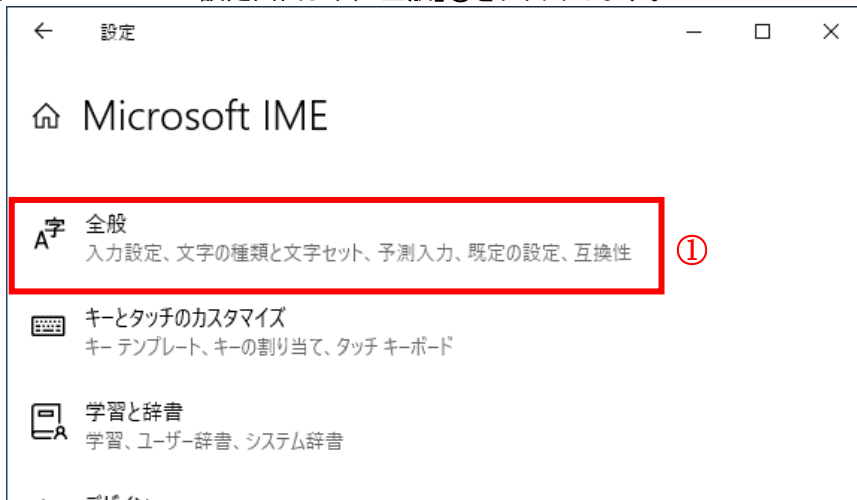 設定
Microsoft IME
全般
入力設定、文字の種類と文字セット、予測入力、既定の設定、互換性
①
キーとタッチのカスタマイズ
キー テンプレート、キーの割り当て、タッチ キーボード
学習と辞書
学習、ユーザー辞書、システム辞書